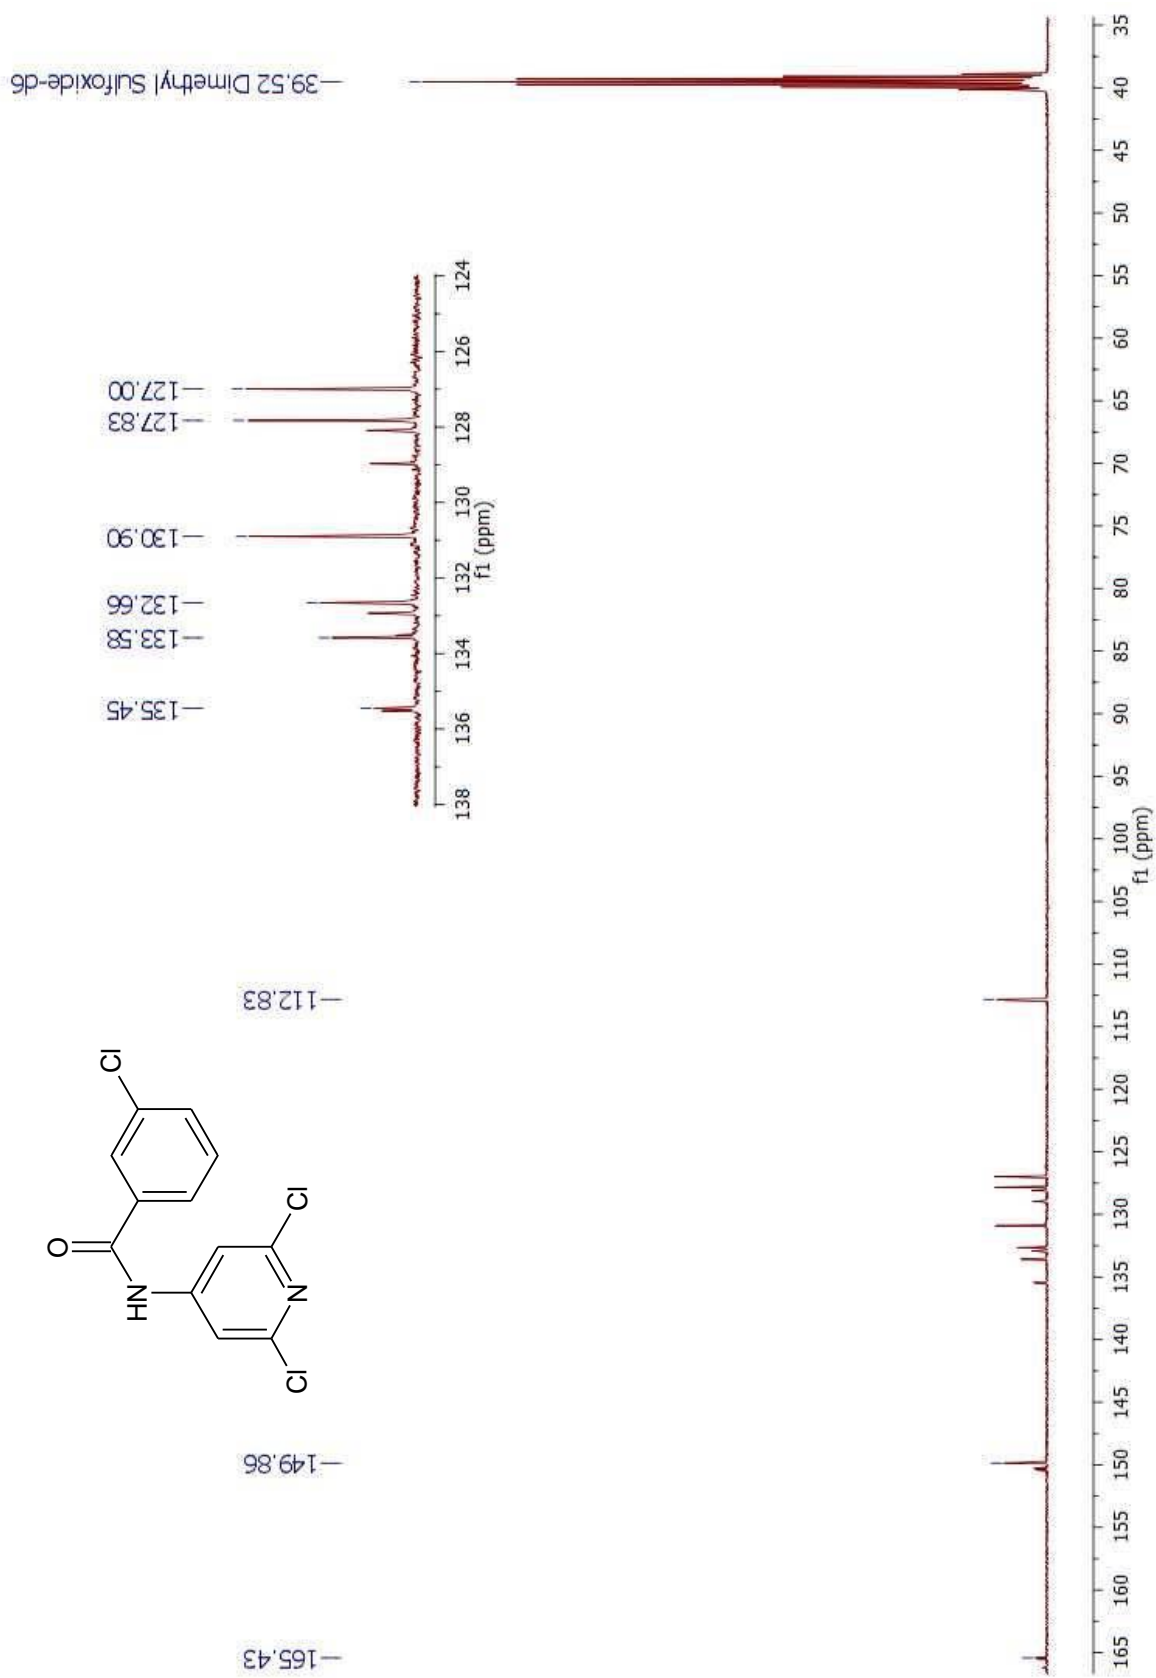 165.43
149.86
112.83
39.52 Dimethyl Sulfoxide-d6
135.45
133.58
132.66
130.90
127.83
127.00
138 136 134 132 130 128 126 124
f1 (ppm)
O
HN
Cl
Cl
N
Cl
165 160 155 150 145 140 135 130 125 120 115 110 105 100 95 90 85 80 75 70 65 60 55 50 45 40 35
f1 (ppm)